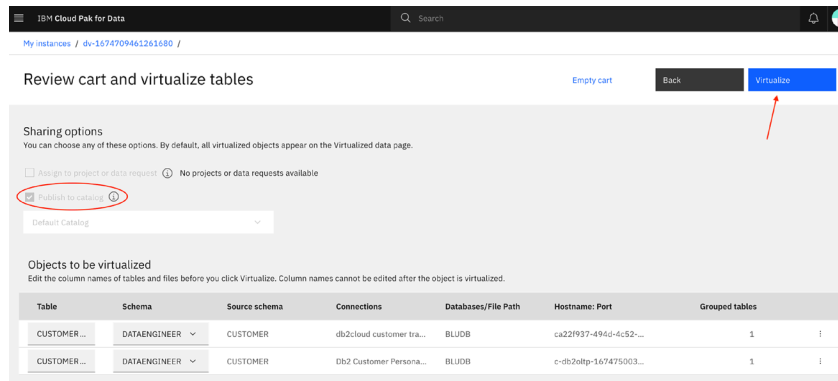 IBM Cloud Pak for Data
Search
My instances / dv-1674709461261680 /
Review cart and virtualize tables
Empty cart
Back
Virtualize
Sharing options
You can choose any of these options. By default, all virtualized objects appear on the Virtualized data page.
Assign to project or data request No projects or data requests available
Publish to catalog
Default Catalog
Objects to be virtualized
Edit the column names of tables and files before you click Virtualize. Column names cannot be edited after the object is virtualized.
Table Schema Source schema Connections Databases/File Path Hostname: Port Grouped tables
CUSTOMER... DATAENGINEER CUSTOMER db2cloud customer tra... BLUDB ca22f937-494d-4c52-... 1
CUSTOMER... DATAENGINEER CUSTOMER Db2 Customer Persona... BLUDB c-db2oltp-167475003... 1